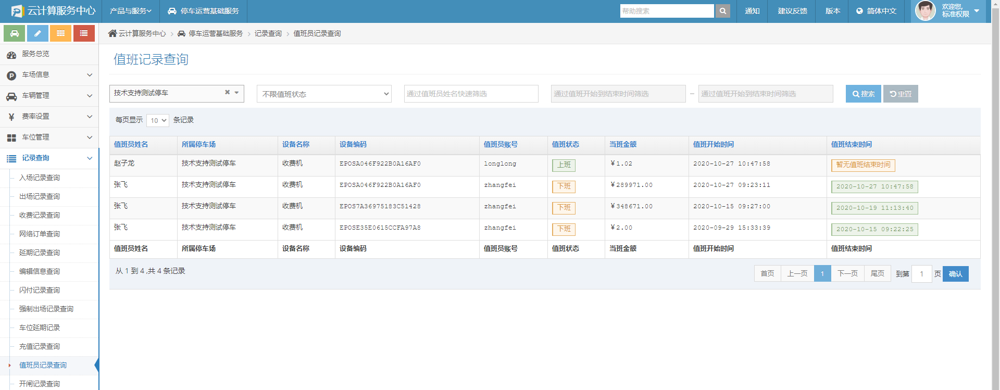 云计算服务中心 产品与服务 停车运营基础服务 帮助搜索 通知 建议反馈 版本 简体中文 欢迎您, 标准权限
云计算服务中心 停车运营基础服务 记录查询 值班员记录查询
服务总览
车场信息
车辆管理
费率设置
车位管理
记录查询
入场记录查询
出场记录查询
收费记录查询
网络订单查询
延期记录查询
编辑信息查询
闪付记录查询
强制出场记录查询
车位延期记录
充值记录查询
值班员记录查询
开闸记录查询
值班记录查询
技术支持测试停车 不限值班状态 通过值班员姓名快速筛选 通过值班开始到结束时间筛选 – 通过值班开始到结束时间筛选 搜索 重置
每页显示 10 条记录
值班员姓名 所属停车场 设备名称 设备编码 值班员账号 值班状态 当班金额 值班开始时间 值班结束时间
赵子龙 技术支持测试停车 收费机 EPOSA046F922B0A16AF0 longlong 上班 ¥1.02 2020-10-27 10:47:58 暂无值班结束时间
张飞 技术支持测试停车 收费机 EPOSA046F922B0A16AF0 zhangfei 下班 ¥289971.00 2020-10-27 09:23:11 2020-10-27 10:47:58
张飞 技术支持测试停车 收费机 EPOS7A36975183C51428 zhangfei 下班 ¥348671.00 2020-10-15 09:27:00 2020-10-19 11:13:40
张飞 技术支持测试停车 收费机 EPOSE35E0615CCFA97A8 zhangfei 下班 ¥2.00 2020-09-29 15:33:39 2020-10-15 09:22:25
值班员姓名 所属停车场 设备名称 设备编码 值班员账号 值班状态 当班金额 值班开始时间 值班结束时间
从 1 到 4 ,共 4 条记录 首页 上一页 1 下一页 尾页 到第 1 页 确认